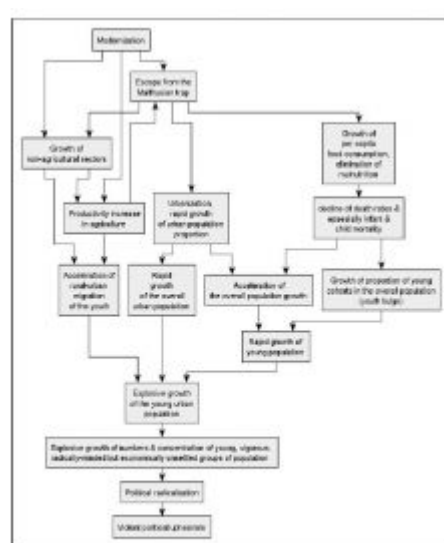 Modernization
Escape from the
Malthusian trap
Growth of
non-agricultural sectors
Growth of
per capita
food consumption,
elimination of
malnutrition
Productivity increase
in agriculture
Urbanization,
rapid growth
of urban population
proportion
decline of death rates &
especially infant &
child mortality
Acceleration of
rural-urban
migration
of the youth
Rapid
growth
of the overall
urban population
Acceleration of
the overall population growth
Growth of proportion of young
cohorts in the overall population
(youth bulge)
Rapid growth of
young population
Explosive growth
of the young urban
population
Explosive growth of numbers & concentration of young, vigorous,
radically-minded but economically unsettled groups of population
Political radicalization
Violent political upheavals